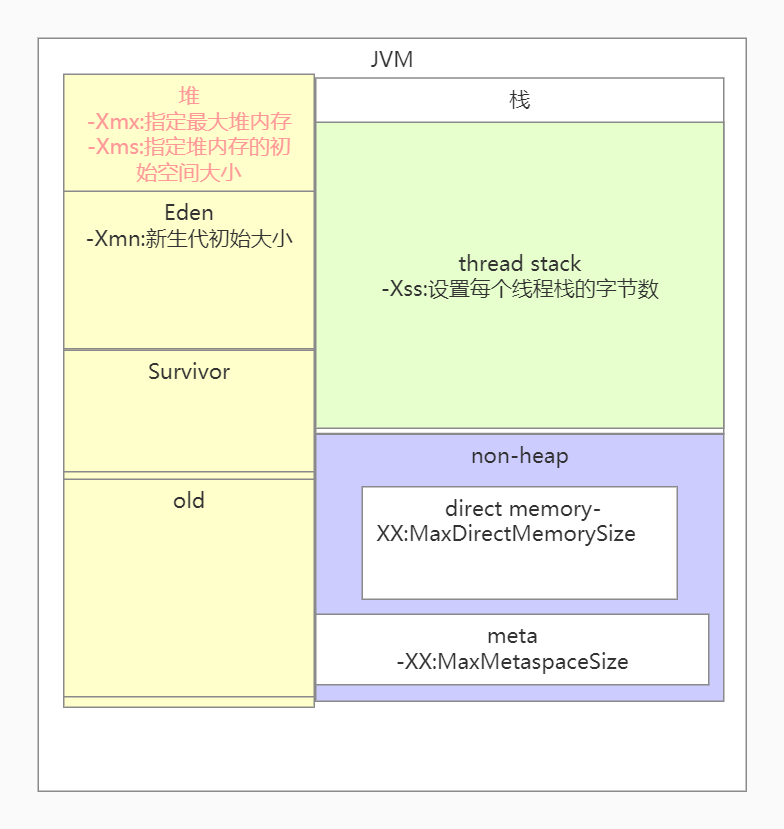 JVM
堆
-Xmx:指定最大堆内存
-Xms:指定堆内存的初
始空间大小
Eden
-Xmn:新生代初始大小
Survivor
old
栈
thread stack
-Xss:设置每个线程栈的字节数
non-heap
direct memory-
XX:MaxDirectMemorySize
meta
-XX:MaxMetaspaceSize